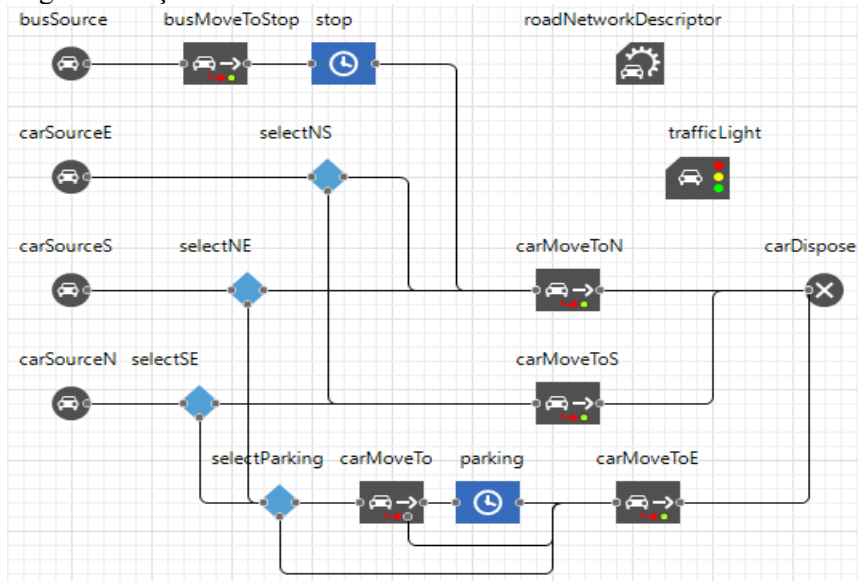 busSource busMoveToStop stop roadNetworkDescriptor
carSourceE selectNS trafficLight
carSourceS selectNE carMoveToN carDispose
carSourceN selectSE carMoveToS
selectParking carMoveTo parking carMoveToE